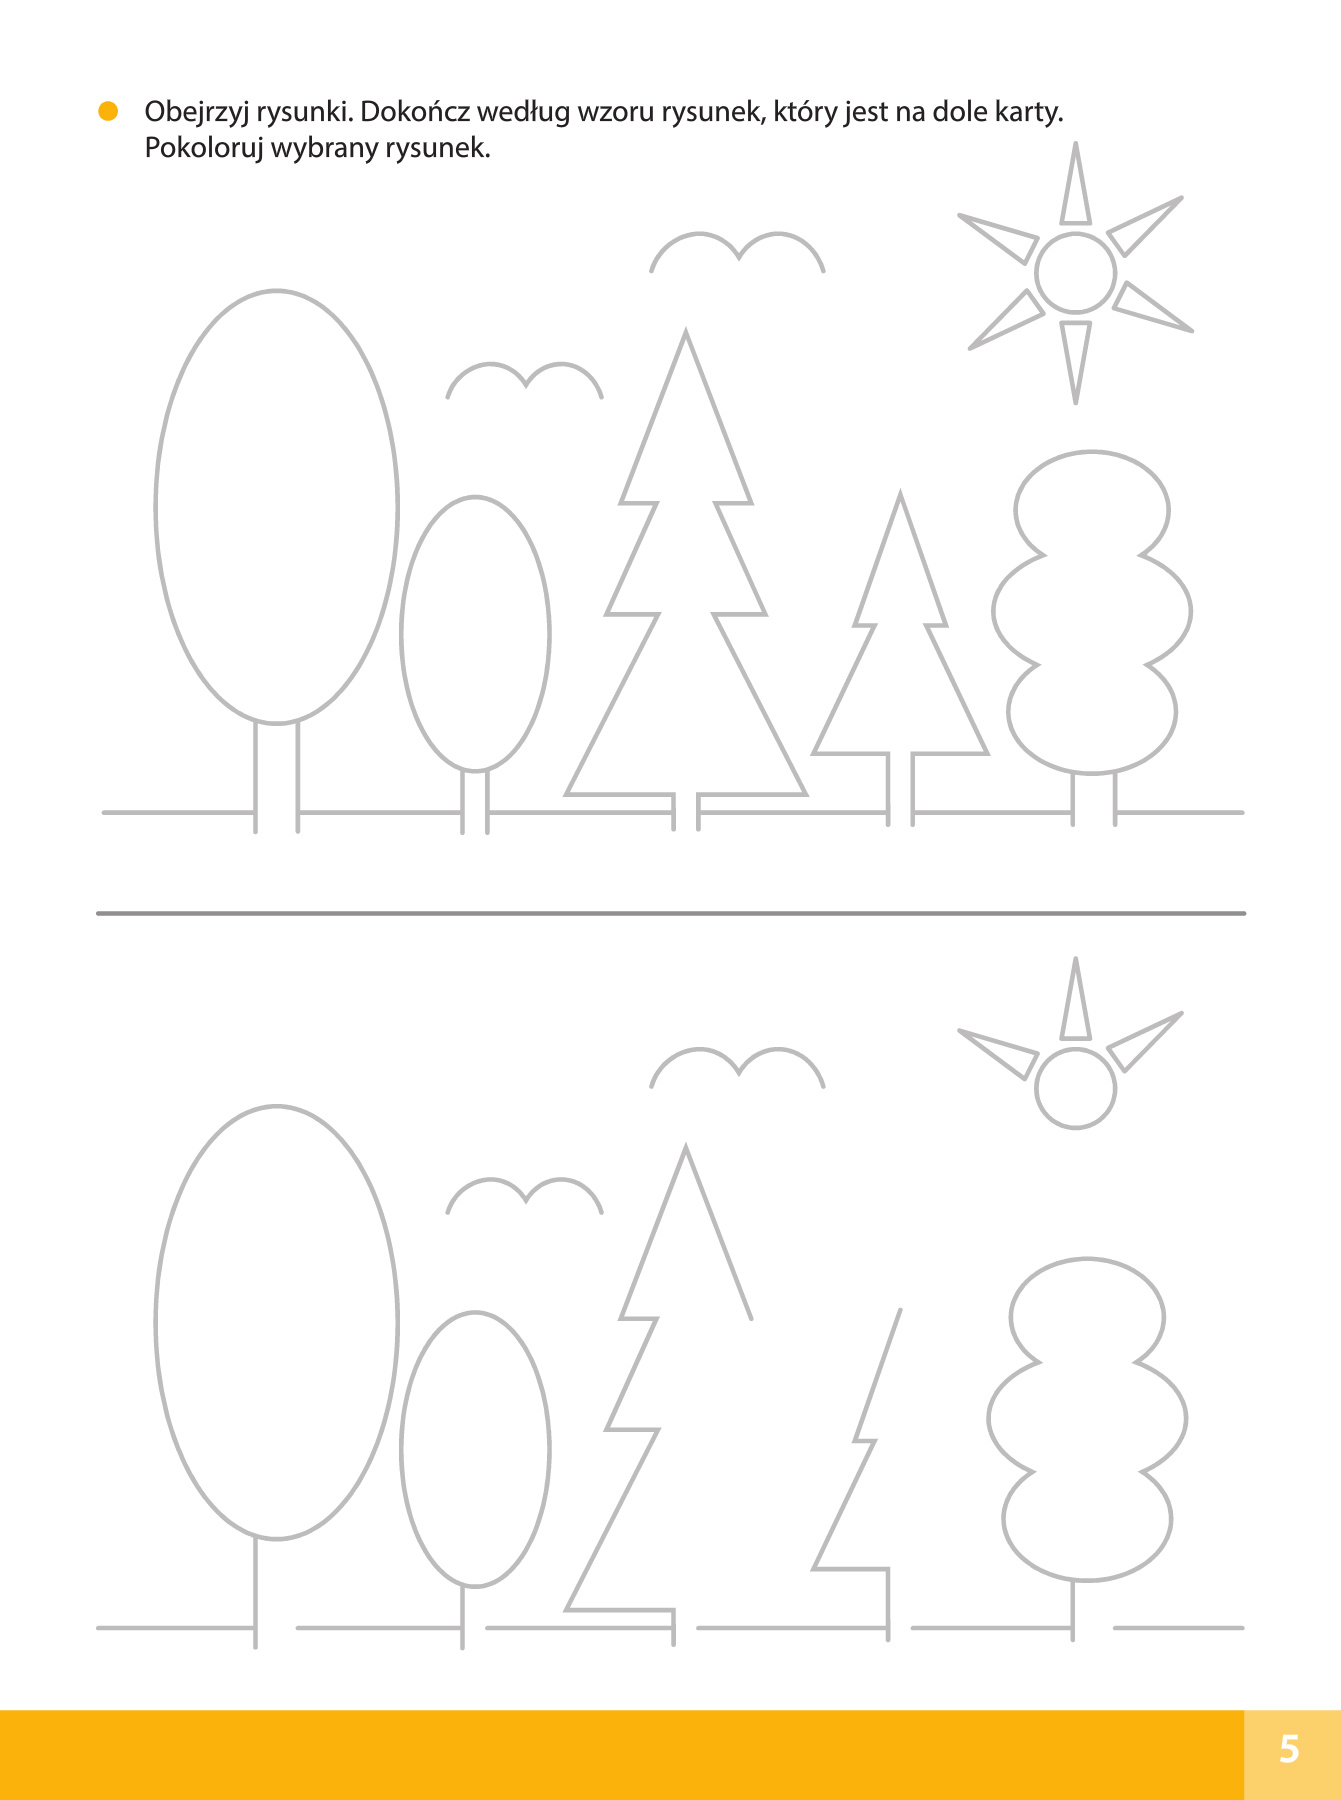 Obejrzyj rysunki. Dokończ według wzoru rysunek, który jest na dole karty.
Pokoloruj wybrany rysunek.
5